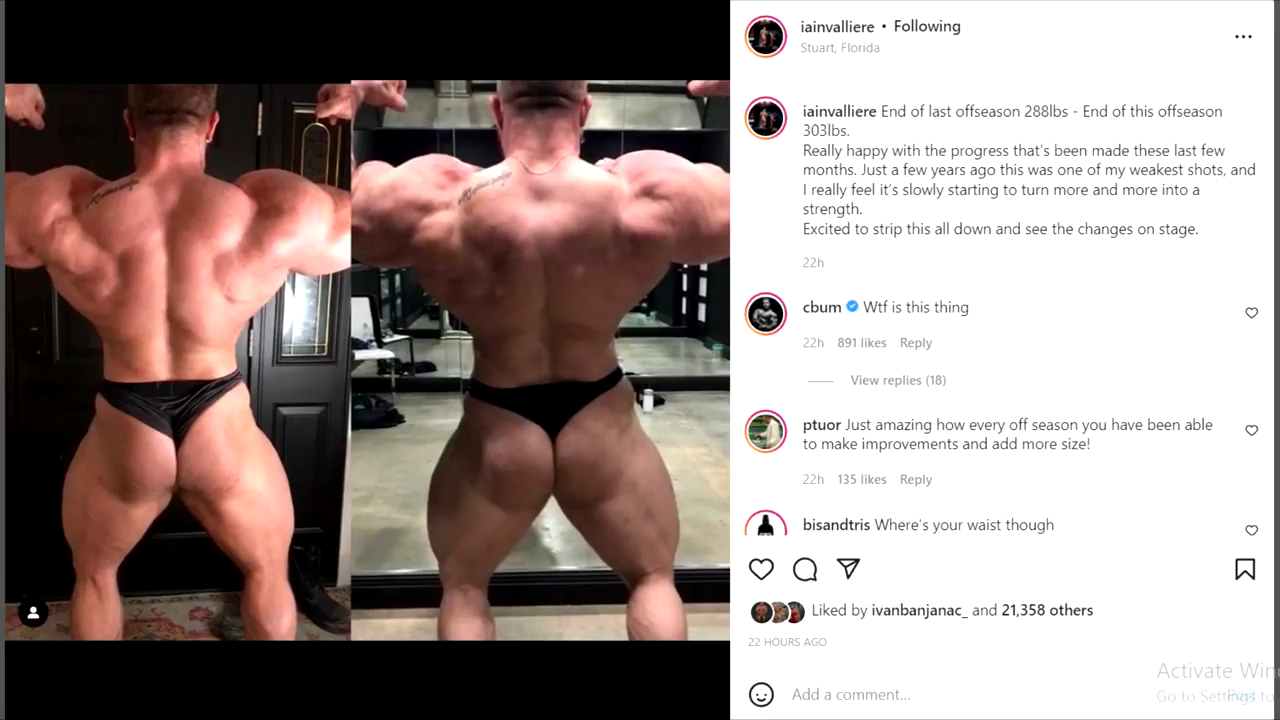 iainvalliere • Following
Stuart, Florida
iainvalliere End of last offseason 288lbs - End of this offseason
303lbs.
Really happy with the progress that's been made these last few
months. Just a few years ago this was one of my weakest shots, and
I really feel it's slowly starting to turn more and more into a
strength.
Excited to strip this all down and see the changes on stage.
22h
cbum Wtf is this thing
22h 891 likes Reply
View replies (18)
ptuor Just amazing how every off season you have been able
to make improvements and add more size!
22h 135 likes Reply
bisandtris Where's your waist though
Liked by ivanbanjanac_ and 21,358 others
22 HOURS AGO
Activate Win
Go to Settings to
Add a comment... Post